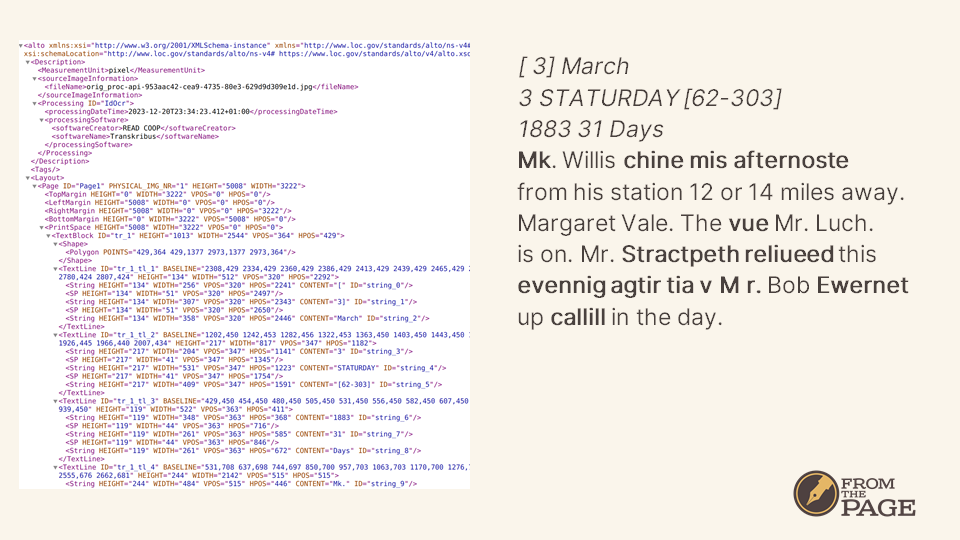 ▼<alto xmlns:xsi="http://www.w3.org/2001/XMLSchema-instance" xmlns="http://www.loc.gov/standards/alto/ns-v4#
xsi:schemaLocation="http://www.loc.gov/standards/alto/ns-v4# https://www.loc.gov/standards/alto/v4/alto.xsd
▼<Description>
<MeasurementUnit>pixel</MeasurementUnit>
▼<sourceImageInformation>
▼<fileName>orig_proc-api-953aac42-cea9-4735-80e3-629d9d309e1d.jpg</fileName>
</sourceImageInformation>
▼<Processing ID="IdOcr">
<processingDateTime>2023-12-20T23:34:23.412+01:00</processingDateTime>
▼<processingSoftware>
<softwareCreator>READ COOP</softwareCreator>
<softwareName>Transkribus</softwareName>
</processingSoftware>
</Processing>
</Description>
<Tags/>
▼<Layout>
▼<Page ID="Page1" PHYSICAL_IMG_NR="1" HEIGHT="5008" WIDTH="3222">
<TopMargin HEIGHT="0" WIDTH="3222" VPOS="0" HPOS="0"/>
<LeftMargin HEIGHT="5008" WIDTH="0" VPOS="0" HPOS="0"/>
<RightMargin HEIGHT="5008" WIDTH="0" VPOS="0" HPOS="3222"/>
<BottomMargin HEIGHT="0" WIDTH="3222" VPOS="5008" HPOS="0"/>
▼<PrintSpace HEIGHT="5008" WIDTH="3222" VPOS="0" HPOS="0">
▼<TextBlock ID="tr_1" HEIGHT="1013" WIDTH="2544" VPOS="364" HPOS="429">
▼<Shape>
<Polygon POINTS="429,364 429,1377 2973,1377 2973,364"/>
</Shape>
▼<TextLine ID="tr_1_tl_1" BASELINE="2308,429 2334,429 2360,429 2386,429 2413,429 2439,429 2465,429
2780,424 2807,424" HEIGHT="134" WIDTH="512" VPOS="320" HPOS="2292">
<String HEIGHT="134" WIDTH="256" VPOS="320" HPOS="2241" CONTENT="[" ID="string_0"/>
<SP HEIGHT="134" WIDTH="51" VPOS="320" HPOS="2497"/>
<String HEIGHT="134" WIDTH="307" VPOS="320" HPOS="2343" CONTENT="3]" ID="string_1"/>
<SP HEIGHT="134" WIDTH="51" VPOS="320" HPOS="2650"/>
<String HEIGHT="134" WIDTH="358" VPOS="320" HPOS="2446" CONTENT="March" ID="string_2"/>
</TextLine>
▼<TextLine ID="tr_1_tl_2" BASELINE="1202,450 1242,453 1282,456 1322,453 1363,450 1403,450 1443,450
1926,445 1966,440 2007,434" HEIGHT="217" WIDTH="817" VPOS="347" HPOS="1182">
<String HEIGHT="217" WIDTH="204" VPOS="347" HPOS="1141" CONTENT="3" ID="string_3"/>
<SP HEIGHT="217" WIDTH="41" VPOS="347" HPOS="1345"/>
<String HEIGHT="217" WIDTH="531" VPOS="347" HPOS="1223" CONTENT="STATURDAY" ID="string_4"/>
<SP HEIGHT="217" WIDTH="41" VPOS="347" HPOS="1754"/>
<String HEIGHT="217" WIDTH="409" VPOS="347" HPOS="1591" CONTENT="[62-303]" ID="string_5"/>
</TextLine>
▼<TextLine ID="tr_1_tl_3" BASELINE="429,450 454,450 480,450 505,450 531,450 556,450 582,450 607,450
939,450" HEIGHT="119" WIDTH="522" VPOS="363" HPOS="411">
<String HEIGHT="119" WIDTH="348" VPOS="363" HPOS="368" CONTENT="1883" ID="string_6"/>
<SP HEIGHT="119" WIDTH="44" VPOS="363" HPOS="716"/>
<String HEIGHT="119" WIDTH="261" VPOS="363" HPOS="585" CONTENT="31" ID="string_7"/>
<SP HEIGHT="119" WIDTH="44" VPOS="363" HPOS="846"/>
<String HEIGHT="119" WIDTH="261" VPOS="363" HPOS="672" CONTENT="Days" ID="string_8"/>
</TextLine>
▼<TextLine ID="tr_1_tl_4" BASELINE="531,708 637,698 744,697 850,700 957,703 1063,703 1170,700 1276,
2555,676 2662,681" HEIGHT="244" WIDTH="2142" VPOS="515" HPOS="515">
<String HEIGHT="244" WIDTH="484" VPOS="515" HPOS="446" CONTENT="Mk." ID="string_9"/>
[ 3] March
3 STATURDAY [62-303]
1883 31 Days
Mk. Willis chine mis afternoste
from his station 12 or 14 miles away.
Margaret Vale. The vue Mr. Luch.
is on. Mr. Stractpeth reliueed this
evennig agtir tia v M r. Bob Ewernet
up callill in the day.
FROM
THE
PAGE